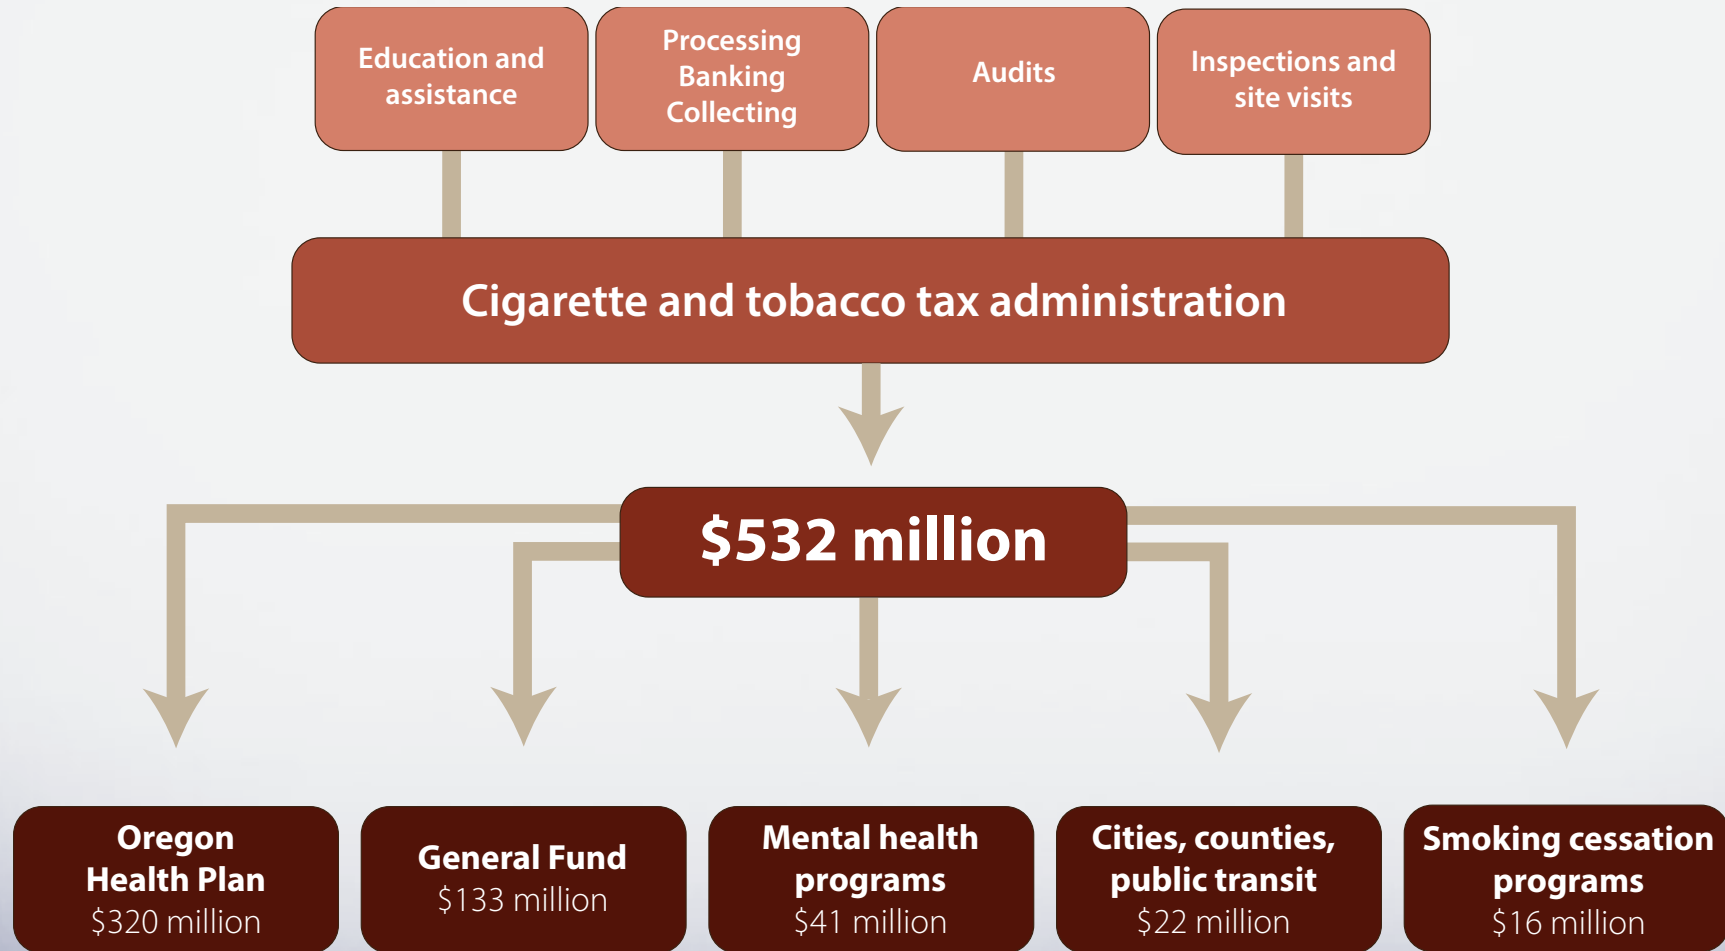 Education and
assistance
Processing
Banking
Collecting
Audits
Inspections and
site visits
Cigarette and tobacco tax administration
$532 million
Oregon
Health Plan
$320 million
General Fund
$133 million
Mental health
programs
$41 million
Cities, counties,
public transit
$22 million
Smoking cessation
programs
$16 million